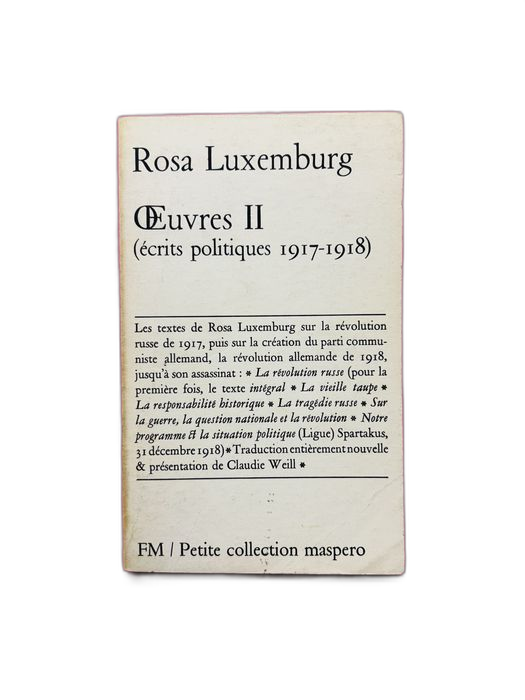 Rosa Luxemburg
Œuvres II
(écrits politiques 1917-1918)
Les textes de Rosa Luxemburg sur la révolution
russe de 1917, puis sur la création du parti commu-
niste allemand, la révolution allemande de 1918,
jusqu'à son assassinat : * La révolution russe (pour la
première fois, le texte intégral * La vieille taupe *
La responsabilité historique * La tragédie russe * Sur
la guerre, la question nationale et la révolution * Notre
programme & la situation politique (Ligue) Spartakus,
31 décembre 1918) * Traduction entièrement nouvelle
& présentation de Claudie Weill *
FM / Petite collection maspero